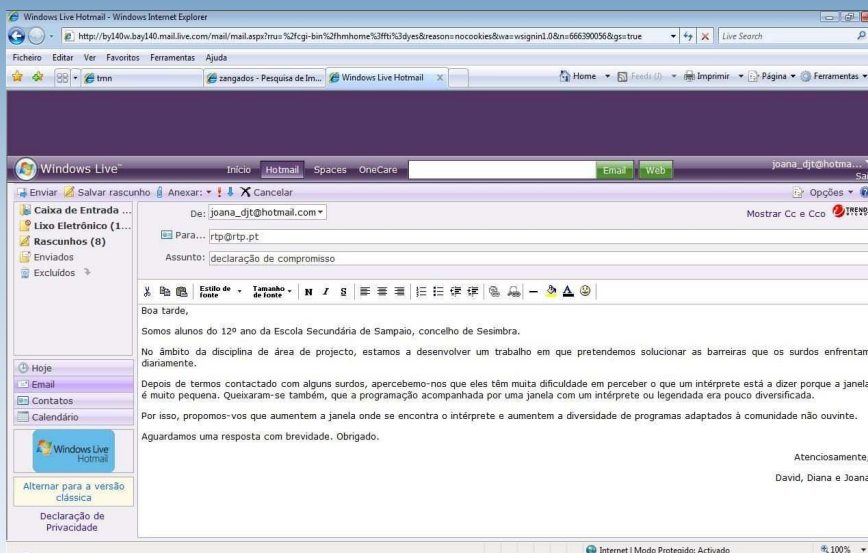 Windows Live Hotmail - Windows Internet Explorer
http://by140w.bay140.mail.live.com/mail/mail.aspx?rru=%2fcgi-bin%2fhmhome%3ffti%3dyes&reason=nocookies&wa=wsignin1.0&n=666390056&gs=true
Live Search
Ficheiro Editar Ver Favoritos Ferramentas Ajuda
tmn
zangados - Pesquisa de Im...
Windows Live Hotmail
Home
Feeds (J)
Imprimir
Página
Ferramentas
Windows Live™
Início Hotmail Spaces OneCare
Email Web
joana_djt@hotma...
Sai
Enviar Salvar rascunho Anexar: Cancelar
Opções
Caixa de Entrada ...
Lixo Eletrônico (1...
Rascunhos (8)
Enviados
Excluídos
De: joana_djt@hotmail.com
Mostrar Cc e Cco
TREND
Para... rtp@rtp.pt
Assunto: declaração de compromisso
Estilo de fonte
Tamanho de fonte
N I S
Boa tarde,
Somos alunos do 12º ano da Escola Secundária de Sampaio, concelho de Sesimbra.
No âmbito da disciplina de área de projecto, estamos a desenvolver um trabalho em que pretendemos solucionar as barreiras que os surdos enfrentam
diariamente.
Depois de termos contactado com alguns surdos, apercebemo-nos que eles têm muita dificuldade em perceber o que um intérprete está a dizer porque a janela
é muito pequena. Queixaram-se também, que a programação acompanhada por uma janela com um intérprete ou legendada era pouco diversificada.
Por isso, propomos-vos que aumentem a janela onde se encontra o intérprete e aumentem a diversidade de programas adaptados à comunidade não ouvinte.
Aguardamos uma resposta com brevidade. Obrigado.
Atenciosamente,
David, Diana e Joana
Hoje
Email
Contatos
Calendário
Windows Live
Hotmail
Alternar para a versão
clássica
Declaração de
Privacidade
Internet | Modo Protegido: Activado
100%